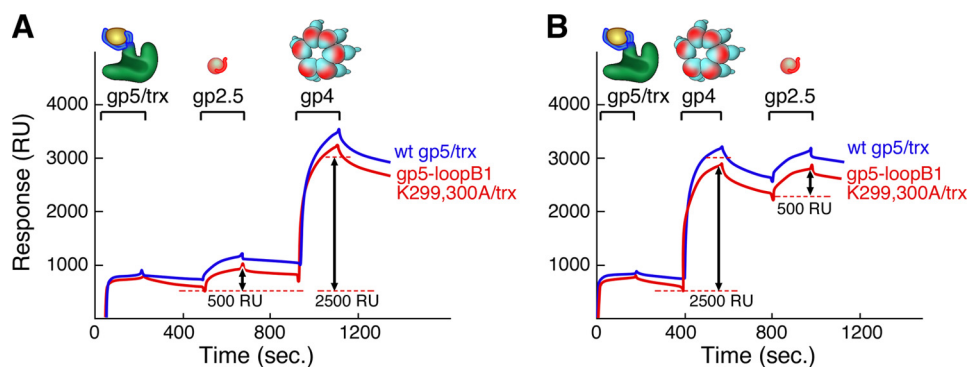 A
gp5/trx
gp2.5
gp4
Response (RU)
4000
3000
2000
1000
0
400
800
1200
Time (sec.)
wt gp5/trx
gp5-loopB1
K299,300A/trx
500 RU
2500 RU
B
gp5/trx
gp4
gp2.5
4000
3000
2000
1000
0
400
800
1200
Time (sec.)
wt gp5/trx
gp5-loopB1
K299,300A/trx
500 RU
2500 RU